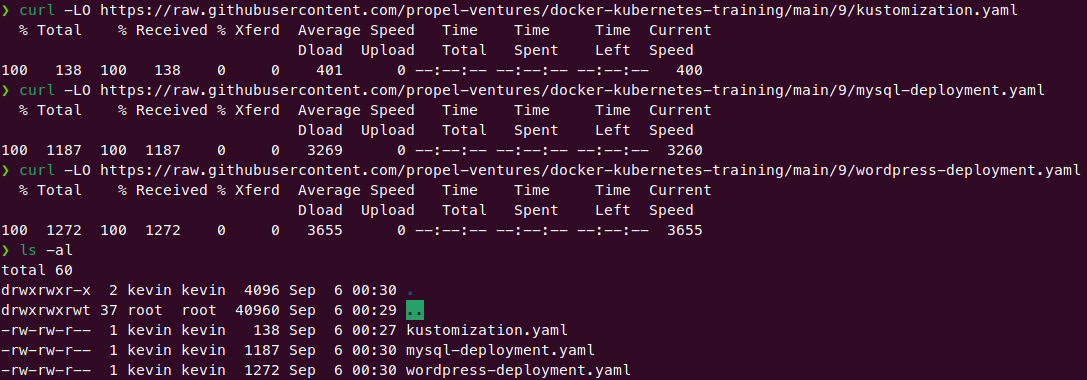 ❯ curl -LO https://raw.githubusercontent.com/propel-ventures/docker-kubernetes-training/main/9/kustomization.yaml
  % Total    % Received % Xferd  Average Speed   Time    Time     Time  Current
                                 Dload  Upload   Total   Spent    Left  Speed
100   138  100   138    0     0    401      0 --:--:-- --:--:-- --:--:--   400
❯ curl -LO https://raw.githubusercontent.com/propel-ventures/docker-kubernetes-training/main/9/mysql-deployment.yaml
  % Total    % Received % Xferd  Average Speed   Time    Time     Time  Current
                                 Dload  Upload   Total   Spent    Left  Speed
100  1187  100  1187    0     0   3269      0 --:--:-- --:--:-- --:--:--  3260
❯ curl -LO https://raw.githubusercontent.com/propel-ventures/docker-kubernetes-training/main/9/wordpress-deployment.yaml
  % Total    % Received % Xferd  Average Speed   Time    Time     Time  Current
                                 Dload  Upload   Total   Spent    Left  Speed
100  1272  100  1272    0     0   3655      0 --:--:-- --:--:-- --:--:--  3655
❯ ls -al
total 60
drwxrwxr-x  2 kevin kevin  4096 Sep  6 00:30 .
drwxrwxrwt 37 root  root  40960 Sep  6 00:29 ..
-rw-rw-r--  1 kevin kevin   138 Sep  6 00:27 kustomization.yaml
-rw-rw-r--  1 kevin kevin  1187 Sep  6 00:30 mysql-deployment.yaml
-rw-rw-r--  1 kevin kevin  1272 Sep  6 00:30 wordpress-deployment.yaml